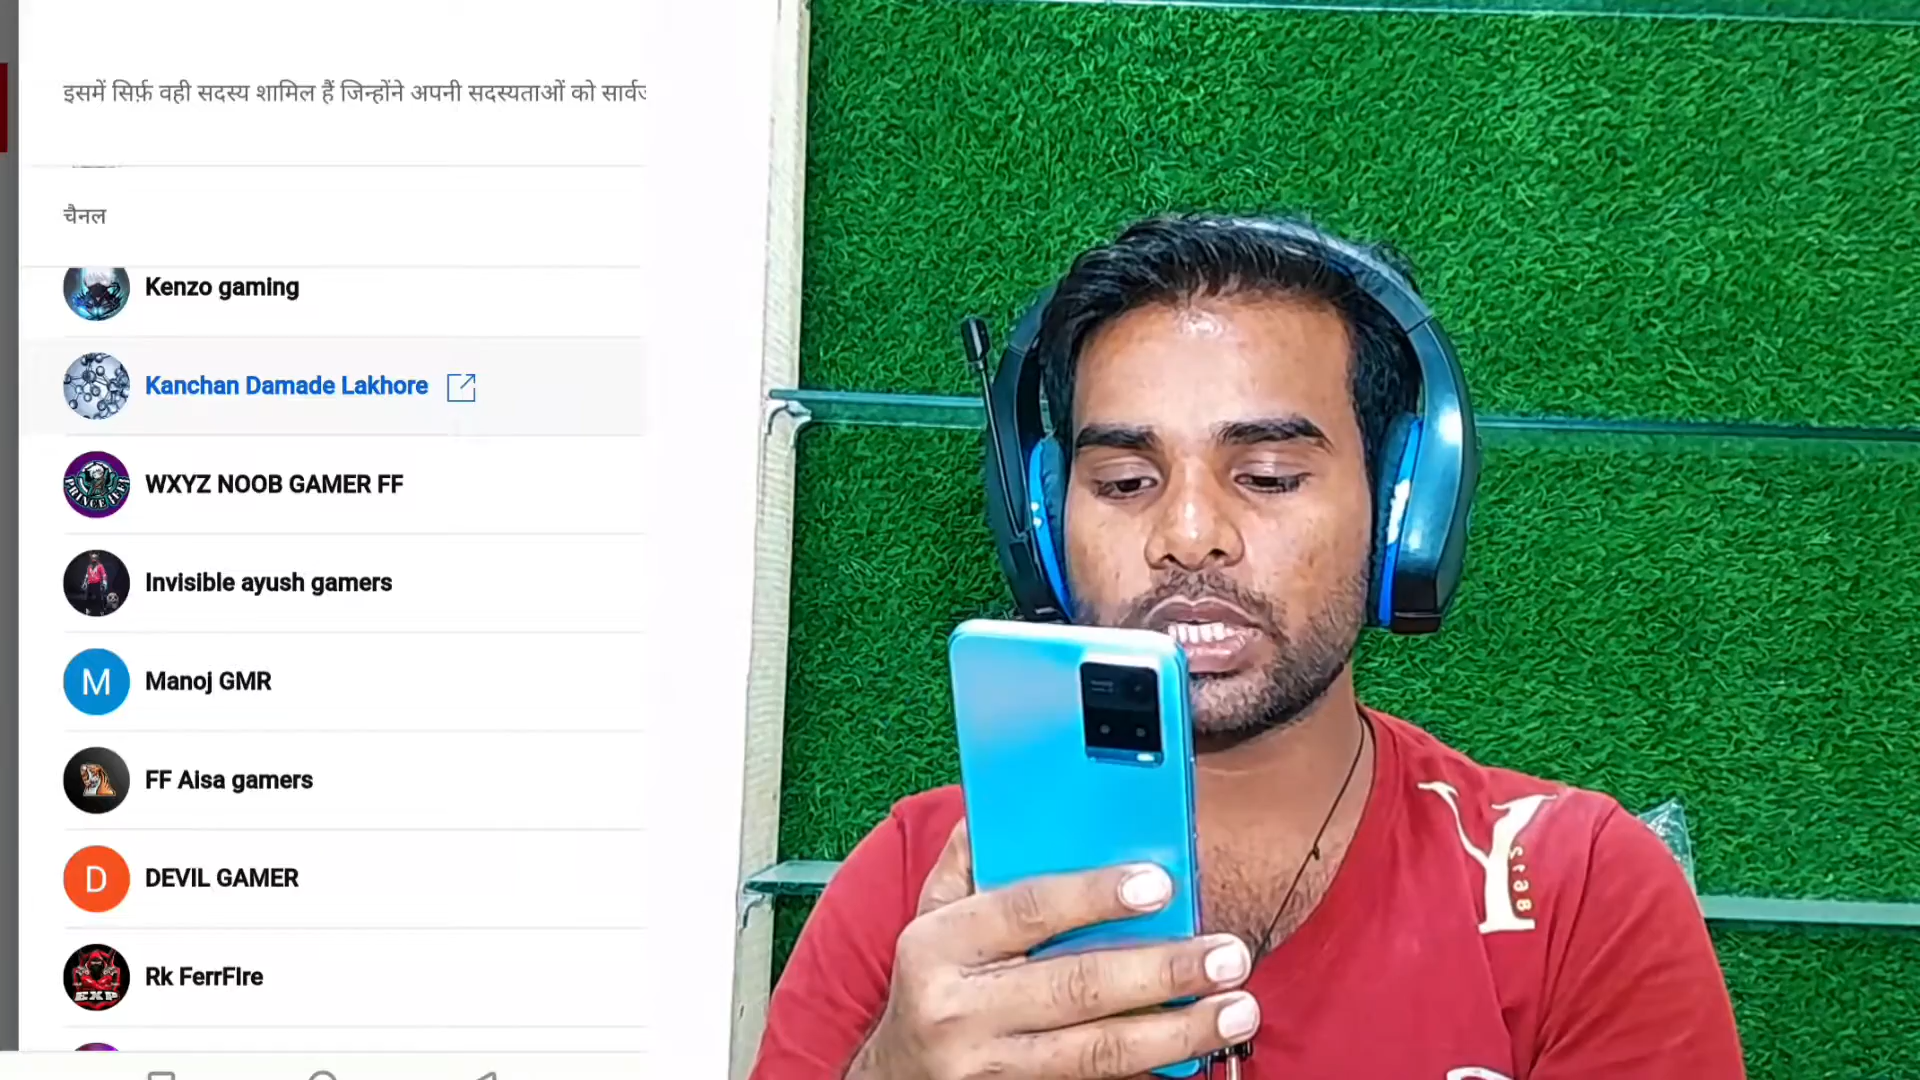 इसमें सिर्फ़ वही सदस्य शामिल हैं जिन्होंने अपनी सदस्यताओं को
चैनल
Kenzo gaming
Kanchan Damade Lakhore
WXYZ NOOB GAMER FF
Invisible ayush gamers
M
Manoj GMR
FF Aisa gamers
D
DEVIL GAMER
EXP
Rk FerrFIre
Y